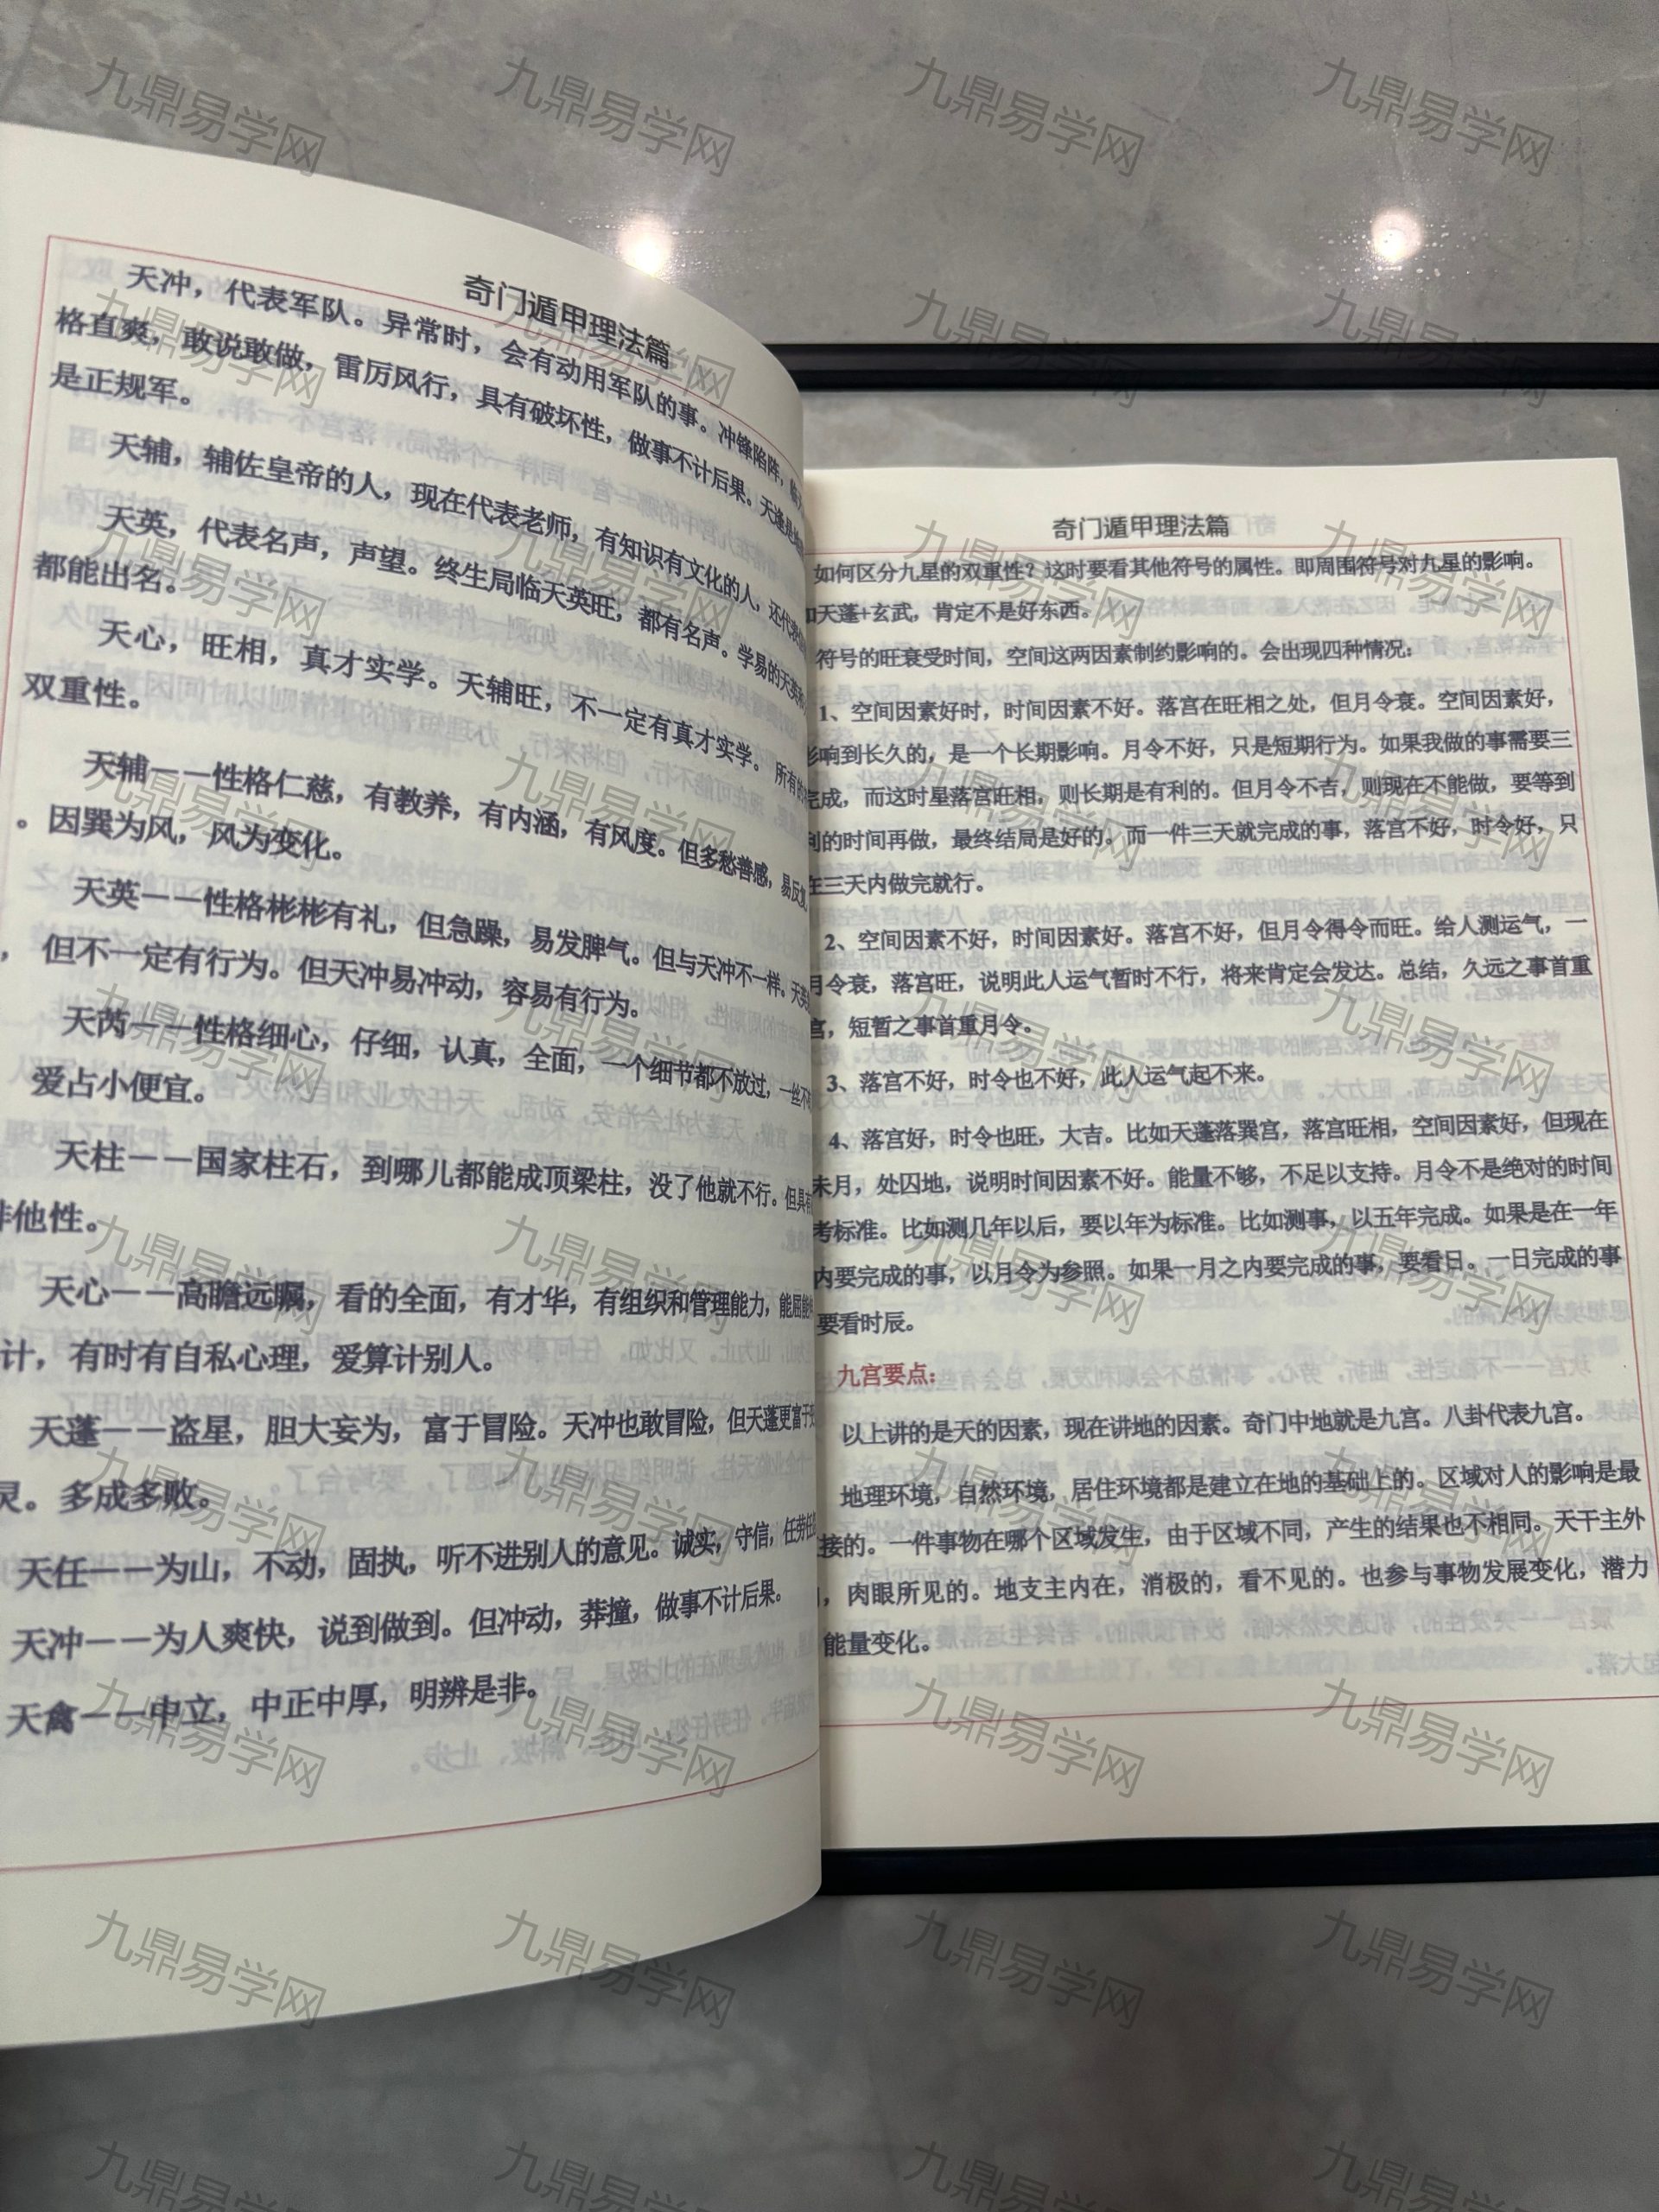 奇门遁甲理法篇
天冲，代表军队。异常时，会有动用军队的事。冲锋陷阵，临
格直爽，敢说敢做，雷厉风行，具有破坏性，做事不计后果。天逢是
是正规军。
天辅，辅佐皇帝的人，现在代表老师，有知识有文化的人，还代表
天英，代表名声，声望。终生局临天英旺，都有名声。学易的天英
都能出名。
天心，旺相，真才实学。天辅旺，不一定有真才实学。所有
双重性。
天辅——性格仁慈，有教养，有内涵，有风度。但多愁善感，易反复
。因巽为风，风为变化。
天英——性格彬彬有礼，但急躁，易发脾气。但与天冲不一样。天英
，但不一定有行为。但天冲易冲动，容易有行为。
天芮——性格细心，仔细，认真，全面，一个细节都不放过，一丝不
爱占小便宜。
天柱——国家柱石，到哪儿都能成顶梁柱，没了他就不行。但具有
非他性。
天心——高瞻远瞩，看的全面，有才华，有组织和管理能力，能屈能
计，有时有自私心理，爱算计别人。
天蓬——盗星，胆大妄为，富于冒险。天冲也敢冒险，但天蓬更富于
灵。多成多败。
天任——为山，不动，固执，听不进别人的意见。诚实，守信，任劳任
天冲——为人爽快，说到做到。但冲动，莽撞，做事不计后果。
天禽——中立，中正中厚，明辨是非。
奇门遁甲理法篇
如何区分九星的双重性？这时要看其他符号的属性。即周围符号对九星的影响。
如天蓬+玄武，肯定不是好东西。
符号的旺衰受时间，空间这两因素制约影响的。会出现四种情况：
1、空间因素好时，时间因素不好。落宫在旺相之处，但月令衰。空间因素好，
影响到长久的，是一个长期影响。月令不好，只是短期行为。如果我做的事需要三
完成，而这时星落宫旺相，则长期是有利的。但月令不吉，则现在不能做，要等到
利的时间再做，最终结局是好的。而一件三天就完成的事，落宫不好，时令好，只
在三天内做完就行。
2、空间因素不好，时间因素好。落宫不好，但月令得令而旺。给人测运气，一
月令衰，落宫旺，说明此人运气暂时不行，将来肯定会发达。总结，久远之事首重
宫，短暂之事首重月令。
3、落宫不好，时令也不好，此人运气起不来。
4、落宫好，时令也旺，大吉。比如天蓬落巽宫，落宫旺相，空间因素好，但现在
未月，处囚地，说明时间因素不好。能量不够，不足以支持。月令不是绝对的时间
考标准。比如测几年以后，要以年为标准。比如测事，以五年完成。如果是在一年
内要完成的事，以月令为参照。如果一月之内要完成的事，要看日。一日完成的事
要看时辰。
九宫要点：
以上讲的是天的因素，现在讲地的因素。奇门中地就是九宫。八卦代表九宫。
地理环境，自然环境，居住环境都是建立在地的基础上的。区域对人的影响是最
接的。一件事物在哪个区域发生，由于区域不同，产生的结果也不相同。天干主外
，肉眼所见的。地支主内在，消极的，看不见的。也参与事物发展变化，潜力
能量变化。
九鼎易学网